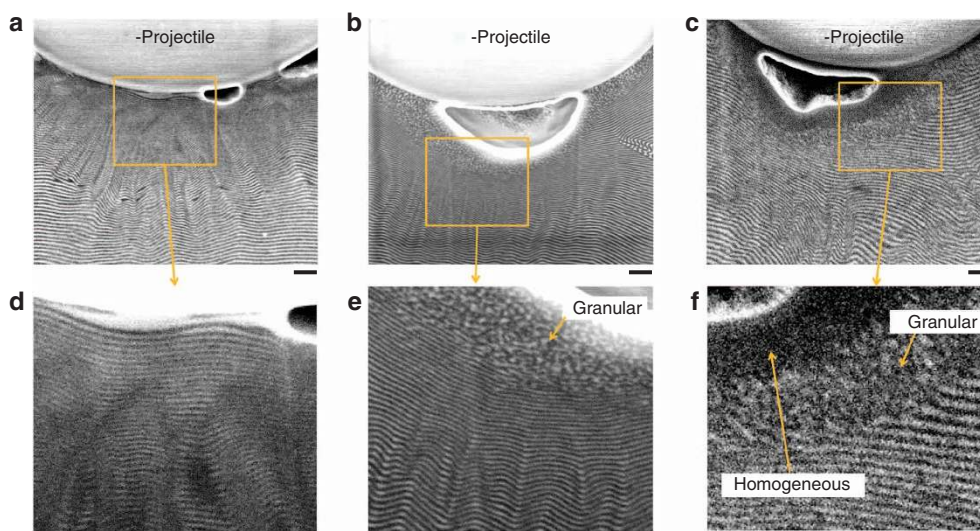 a
-Projectile
b
-Projectile
c
-Projectile
d
e
Granular
f
Granular
Homogeneous